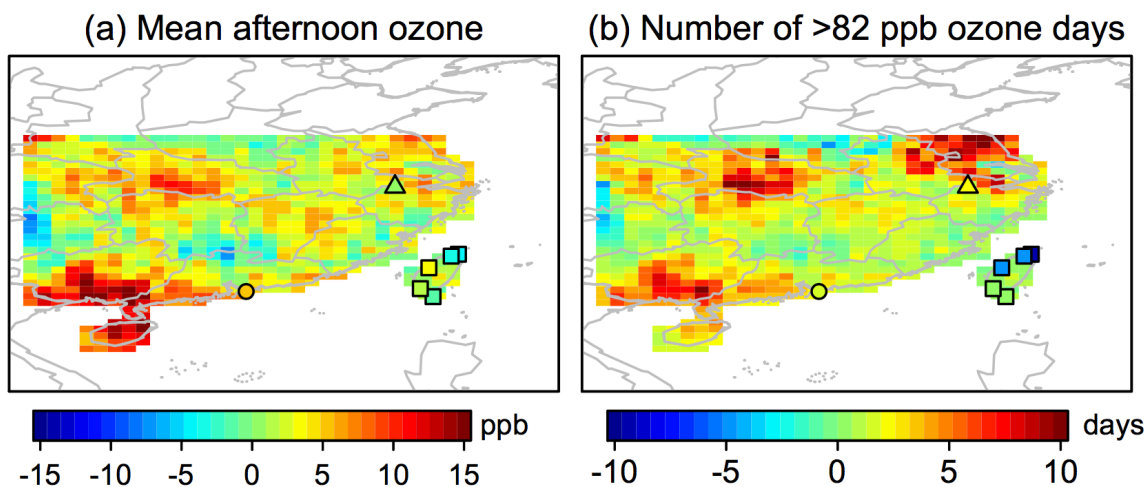 (a) Mean afternoon ozone
(b) Number of >82 ppb ozone days
ppb
-15 -10 -5 0 5 10 15
days
-10 -5 0 5 10